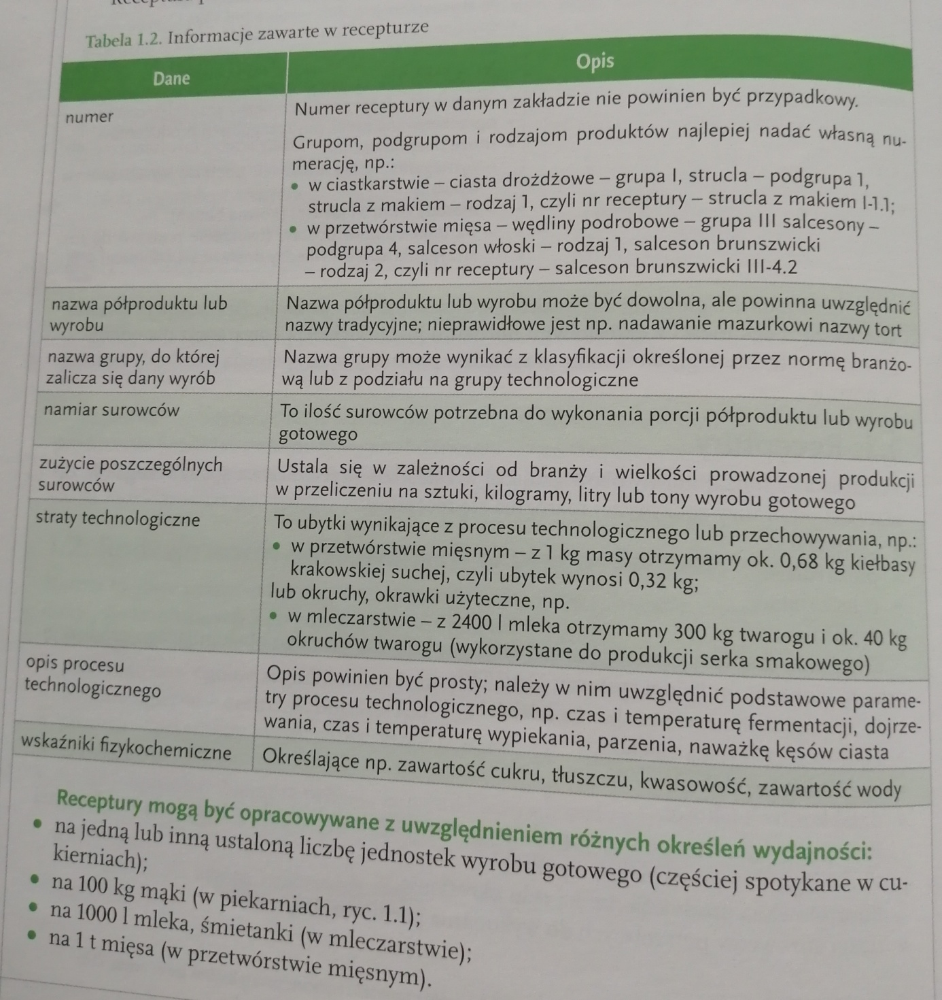 Tabela 1.2. Informacje zawarte w recepturze
Dane
Opis
numer
Numer receptury w danym zakładzie nie powinien być przypadkowy.
Grupom, podgrupom i rodzajom produktów najlepiej nadać własną nu-
merację, np.:
• w ciastkarstwie – ciasta drożdżowe – grupa I, strucla – podgrupa 1,
strucla z makiem – rodzaj 1, czyli nr receptury – strucla z makiem I-1.1;
• w przetwórstwie mięsa – wędliny podrobowe – grupa III salcesony –
podgrupa 4, salceson włoski – rodzaj 1, salceson brunszwicki
– rodzaj 2, czyli nr receptury – salceson brunszwicki III-4.2
nazwa półproduktu lub
wyrobu
Nazwa półproduktu lub wyrobu może być dowolna, ale powinna uwzględnić
nazwy tradycyjne; nieprawidłowe jest np. nadawanie mazurkowi nazwy tort
nazwa grupy, do której
zalicza się dany wyrób
Nazwa grupy może wynikać z klasyfikacji określonej przez normę branżo-
wą lub z podziału na grupy technologiczne
namiar surowców
To ilość surowców potrzebna do wykonania porcji półproduktu lub wyrobu
gotowego
zużycie poszczególnych
surowców
Ustala się w zależności od branży i wielkości prowadzonej produkcji
w przeliczeniu na sztuki, kilogramy, litry lub tony wyrobu gotowego
straty technologiczne
To ubytki wynikające z procesu technologicznego lub przechowywania, np.:
• w przetwórstwie mięsnym – z 1 kg masy otrzymamy ok. 0,68 kg kiełbasy
krakowskiej suchej, czyli ubytek wynosi 0,32 kg;
lub okruchy, okrawki użyteczne, np.
• w mleczarstwie – z 2400 l mleka otrzymamy 300 kg twarogu i ok. 40 kg
okruchów twarogu (wykorzystane do produkcji serka smakowego)
opis procesu
technologicznego
Opis powinien być prosty; należy w nim uwzględnić podstawowe parame-
try procesu technologicznego, np. czas i temperaturę fermentacji, dojrze-
wania, czas i temperaturę wypiekania, parzenia, naważkę kęsów ciasta
wskaźniki fizykochemiczne
Określające np. zawartość cukru, tłuszczu, kwasowość, zawartość wody
Receptury mogą być opracowywane z uwzględnieniem różnych określeń wydajności:
• na jedną lub inną ustaloną liczbę jednostek wyrobu gotowego (częściej spotykane w cu-
kierniach);
• na 100 kg mąki (w piekarniach, ryc. 1.1);
• na 1000 l mleka, śmietanki (w mleczarstwie);
• na 1 t mięsa (w przetwórstwie mięsnym).